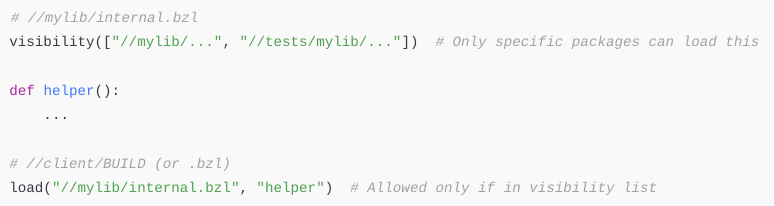 # //mylib/internal.bzl
visibility(["//mylib/...", "//tests/mylib/..."])  # Only specific packages can load this

def helper():
    ...

# //client/BUILD (or .bzl)
load("//mylib/internal.bzl", "helper")  # Allowed only if in visibility list